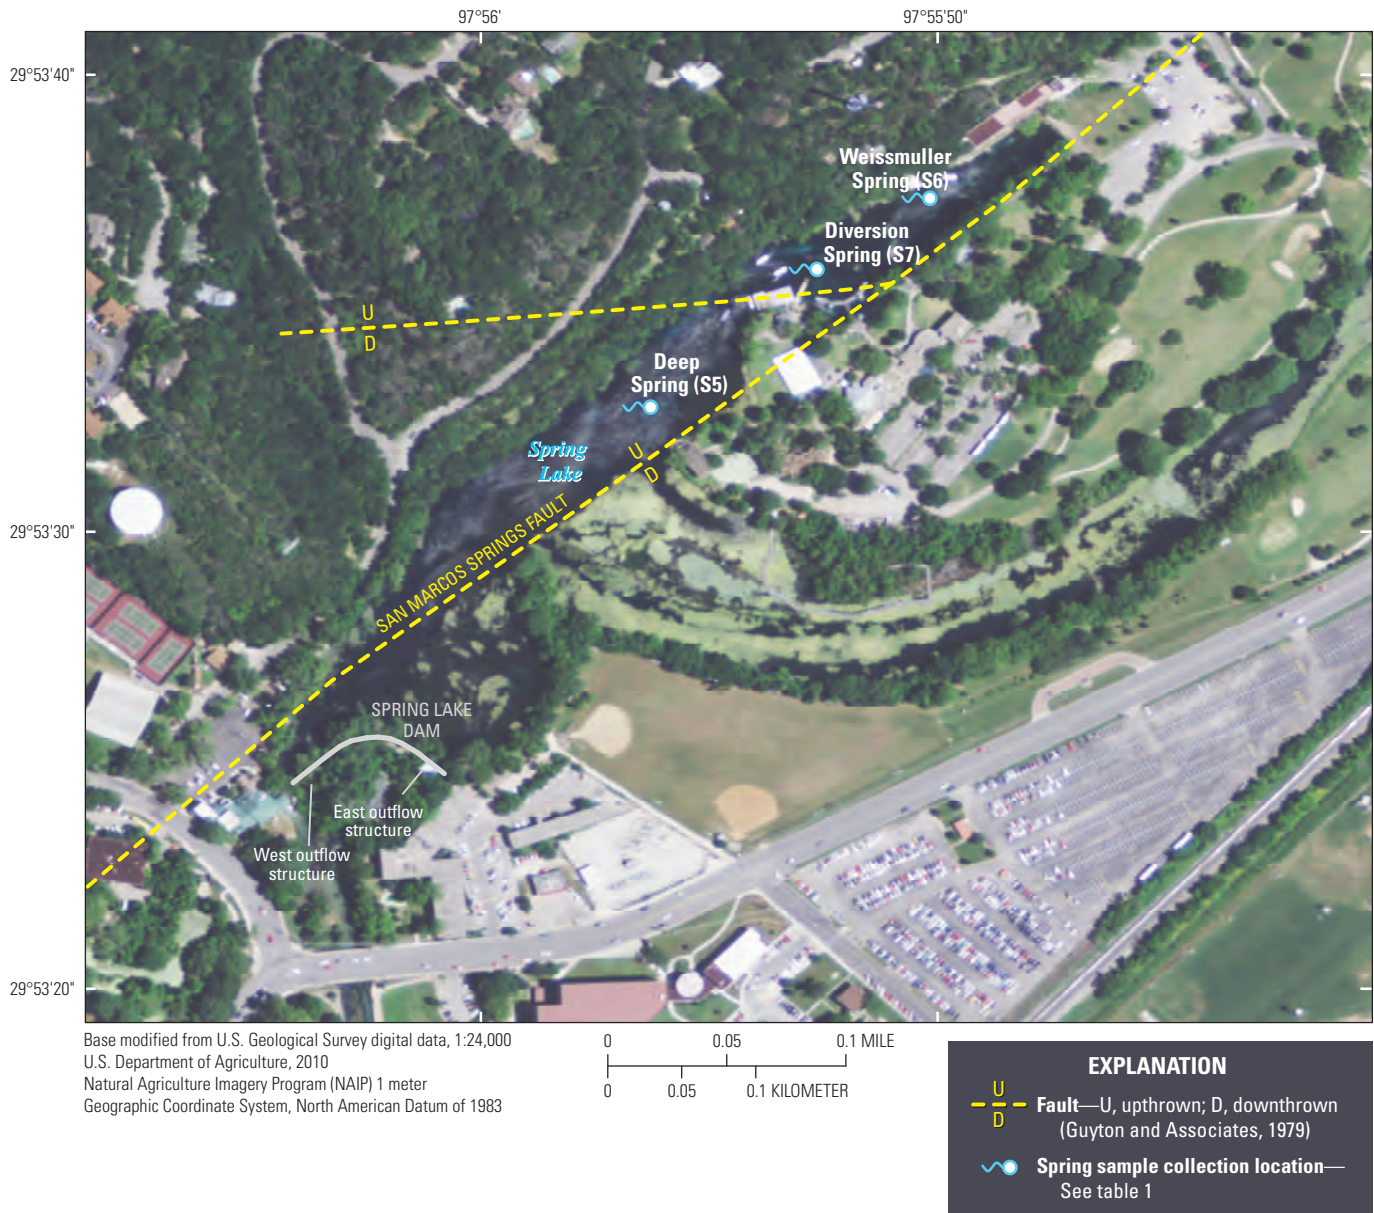 97°56'
97°55'50"
29°53'40"
Weissmuller
Spring (S6)
Diversion
Spring (S7)
U
D
Deep
Spring (S5)
Spring
Lake
U
D
29°53'30"
SAN MARCOS SPRINGS FAULT
SPRING LAKE
DAM
East outflow
structure
West outflow
structure
29°53'20"
Base modified from U.S. Geological Survey digital data, 1:24,000
U.S. Department of Agriculture, 2010
Natural Agriculture Imagery Program (NAIP) 1 meter
Geographic Coordinate System, North American Datum of 1983
0 0.05 0.1 MILE
0 0.05 0.1 KILOMETER
EXPLANATION
U
D
Fault—U, upthrown; D, downthrown
(Guyton and Associates, 1979)
Spring sample collection location—
See table 1